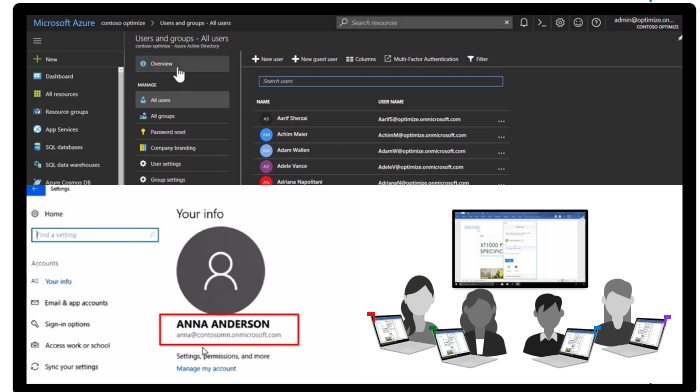 Microsoft Azure contoso optimize > Users and groups - All users
Search resources
admin@optimize.on...
CONTOSO OPTIMIZE
Users and groups - All users
contoso optimize - Azure Active Directory
New
Dashboard
All resources
Resource groups
App Services
SQL databases
SQL data warehouses
Azure Cosmos DB
Overview
MANAGE
All users
All groups
Password reset
Company branding
User settings
Group settings
New user New guest user Columns Multi-Factor Authentication Filter
Search users
NAME USER NAME
AS Aarif Sherzai AarifS@optimize.onmicrosoft.com ...
AM Achim Maier AchimM@optimize.onmicrosoft.com ...
AW Adam Wallen AdamW@optimize.onmicrosoft.com ...
AV Adele Vance AdeleV@optimize.onmicrosoft.com ...
AN Adriana Napolitani AdrianaN@optimize.onmicrosoft.com ...
Settings
Home
Find a setting
Accounts
Your info
Email & app accounts
Sign-in options
Access work or school
Sync your settings
Your info
ANNA ANDERSON
anna@contosomn.onmicrosoft.com
Settings, permissions, and more
Manage my account
XT1000 P
SPECIFIC